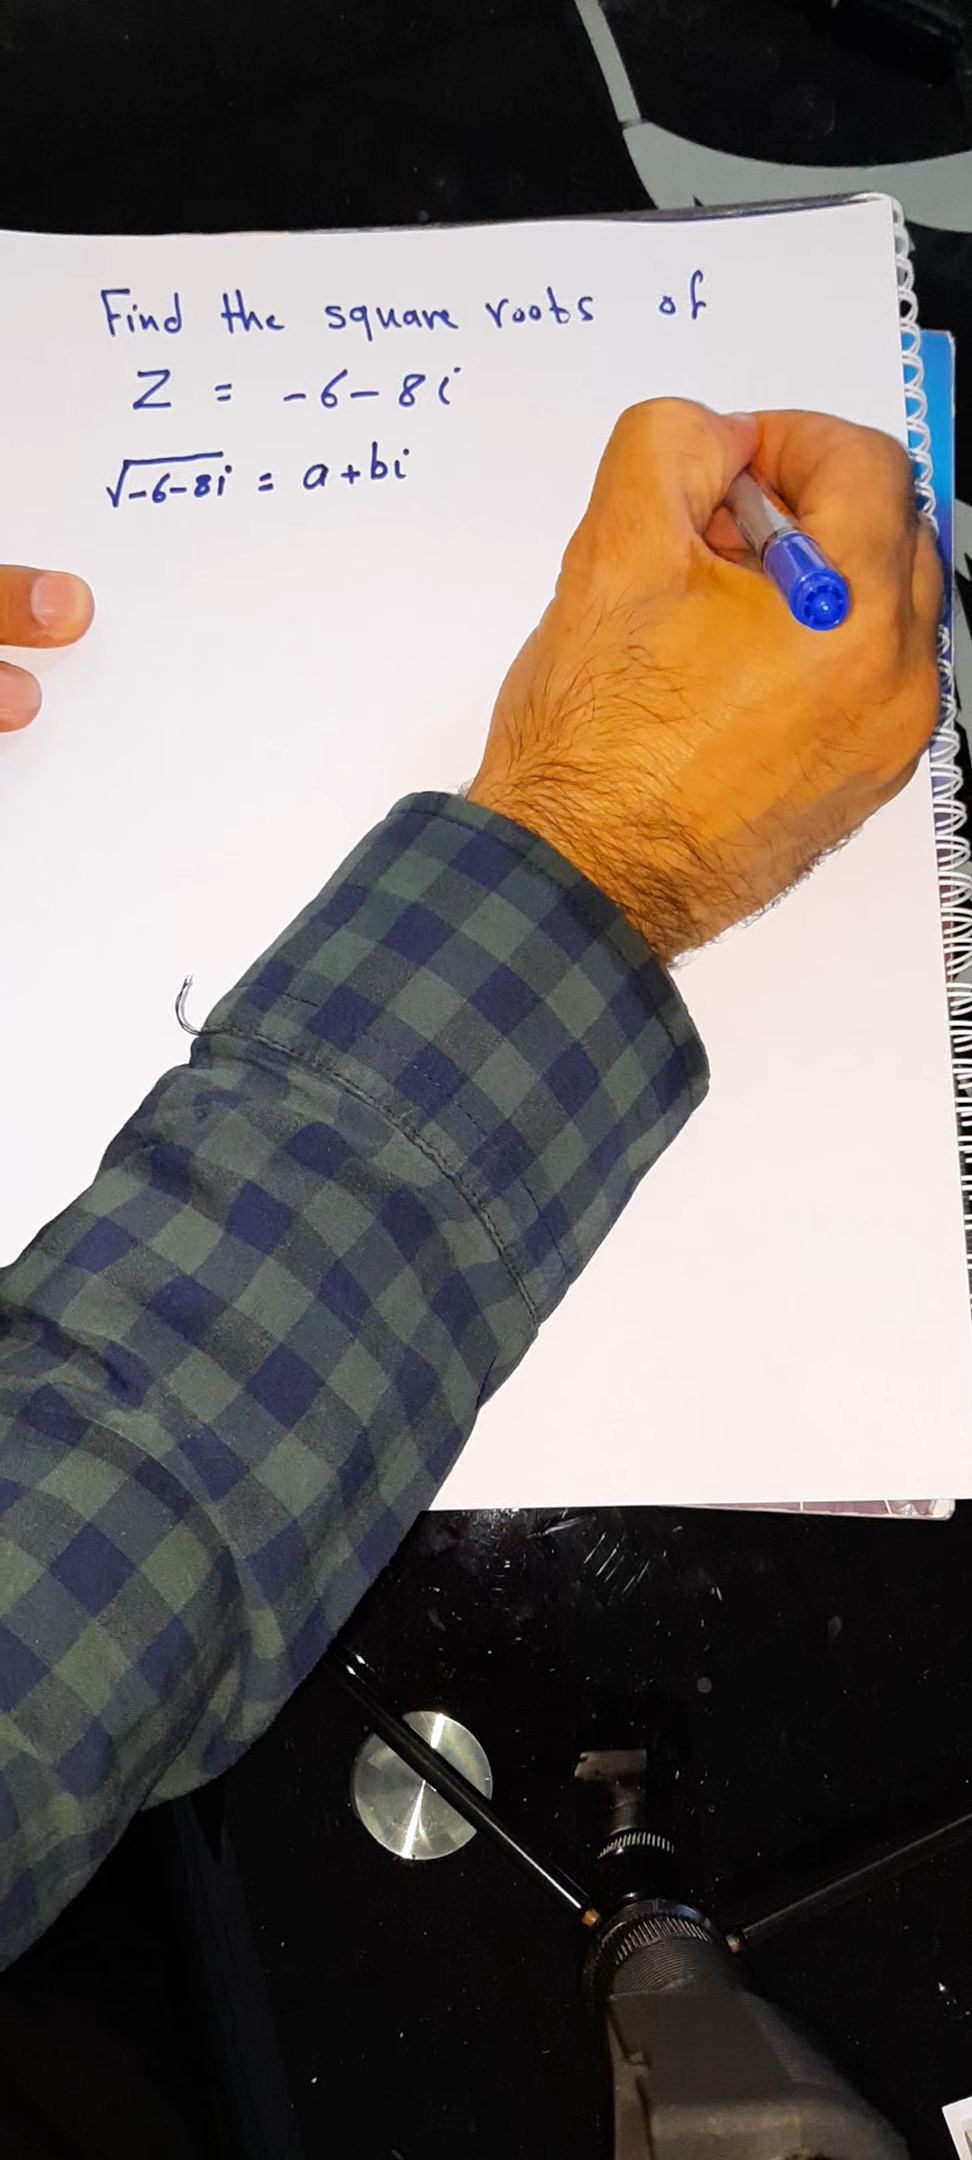 Find the square roots of
Z = -6-8i
√-6-8i = a+bi